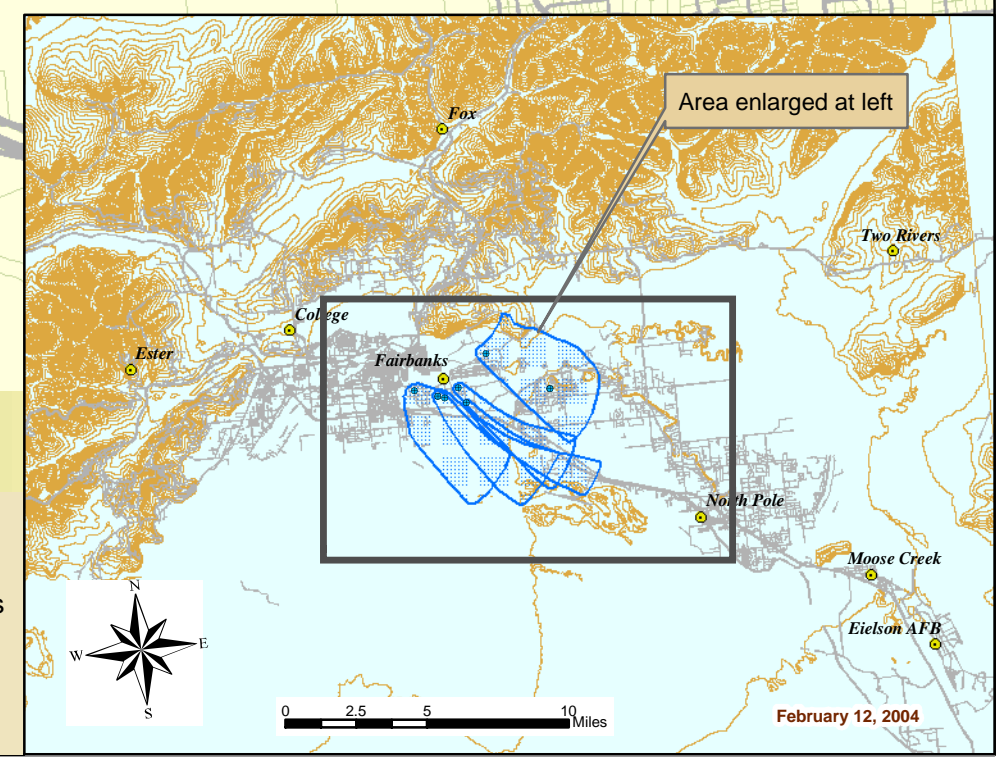 Fox
Area enlarged at left
Two Rivers
College
Ester
Fairbanks
North Pole
Moose Creek
Eielson AFB
s
N
W
E
S
0
2.5
5
10
Miles
February 12, 2004